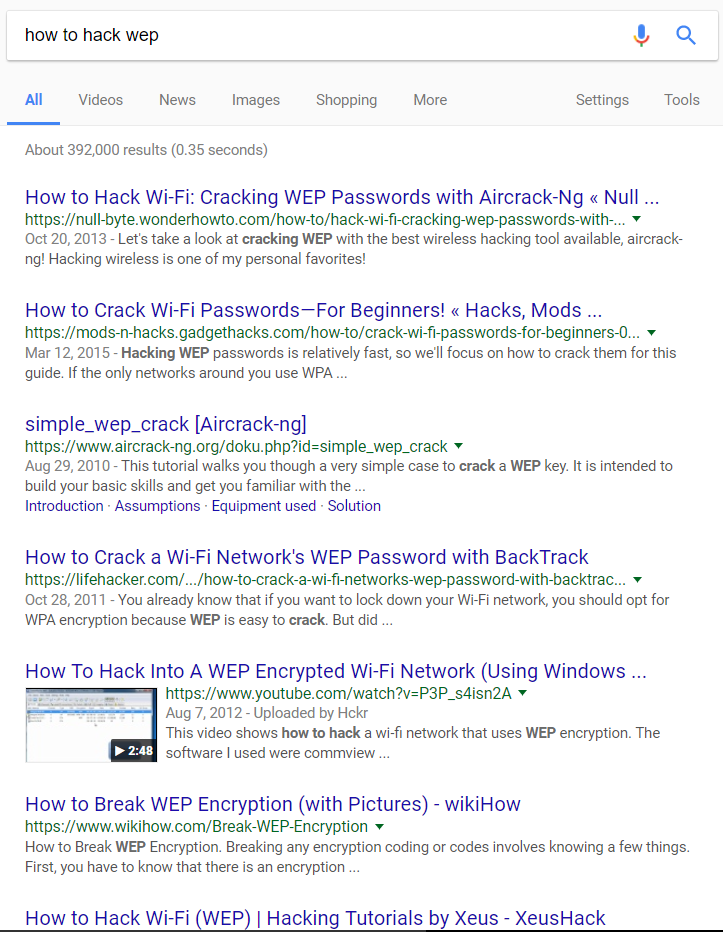 how to hack wep
All Videos News Images Shopping More Settings Tools
About 392,000 results (0.35 seconds)
How to Hack Wi-Fi: Cracking WEP Passwords with Aircrack-Ng « Null ...
https://null-byte.wonderhowto.com/how-to/hack-wi-fi-cracking-wep-passwords-with-...
Oct 20, 2013 - Let's take a look at cracking WEP with the best wireless hacking tool available, aircrack-
ng! Hacking wireless is one of my personal favorites!
How to Crack Wi-Fi Passwords—For Beginners! « Hacks, Mods ...
https://mods-n-hacks.gadgethacks.com/how-to/crack-wi-fi-passwords-for-beginners-0...
Mar 12, 2015 - Hacking WEP passwords is relatively fast, so we'll focus on how to crack them for this
guide. If the only networks around you use WPA ...
simple_wep_crack [Aircrack-ng]
https://www.aircrack-ng.org/doku.php?id=simple_wep_crack
Aug 29, 2010 - This tutorial walks you though a very simple case to crack a WEP key. It is intended to
build your basic skills and get you familiar with the ...
Introduction · Assumptions · Equipment used · Solution
How to Crack a Wi-Fi Network's WEP Password with BackTrack
https://lifehacker.com/.../how-to-crack-a-wi-fi-networks-wep-password-with-backtrac...
Oct 28, 2011 - You already know that if you want to lock down your Wi-Fi network, you should opt for
WPA encryption because WEP is easy to crack. But did ...
How To Hack Into A WEP Encrypted Wi-Fi Network (Using Windows ...
https://www.youtube.com/watch?v=P3P_s4isn2A
Aug 7, 2012 - Uploaded by Hckr
This video shows how to hack a wi-fi network that uses WEP encryption. The
software I used were commview ...
2:48
How to Break WEP Encryption (with Pictures) - wikiHow
https://www.wikihow.com/Break-WEP-Encryption
How to Break WEP Encryption. Breaking any encryption coding or codes involves knowing a few things.
First, you have to know that there is an encryption ...
How to Hack Wi-Fi (WEP) | Hacking Tutorials by Xeus - XeusHack